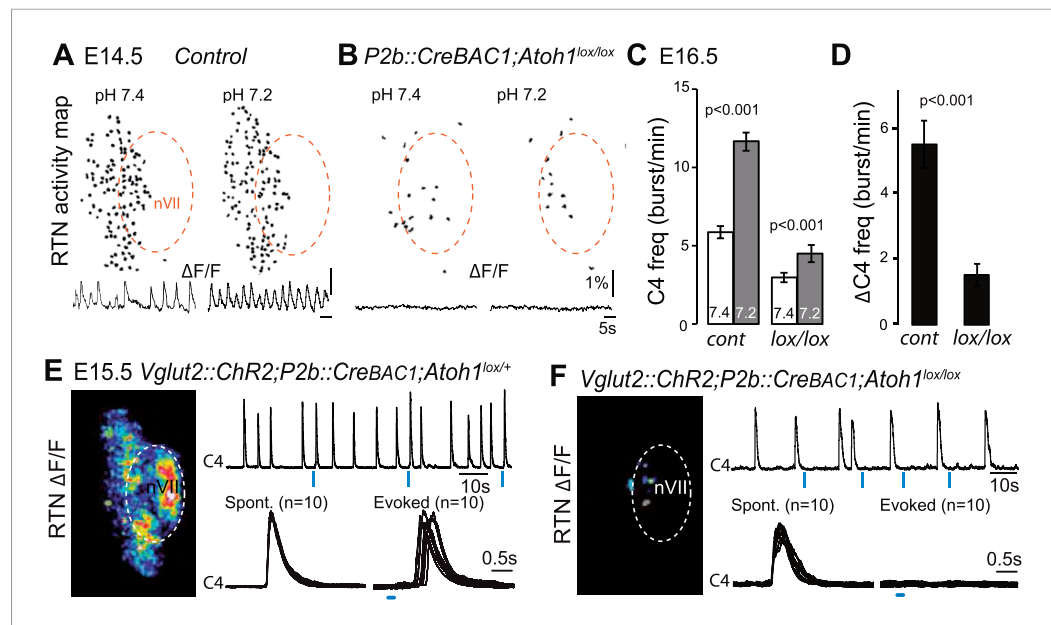 A E14.5 Control
B P2b::CreBAC1;Atoh1lox/lox
C E16.5
D
RTN activity map
pH 7.4
pH 7.2
pH 7.4
pH 7.2
nVII
ΔF/F
ΔF/F
1%
5s
C4 freq (burst/min)
15
10
5
0
p<0.001
p<0.001
7.4
7.2
7.4
7.2
cont
lox/lox
ΔC4 freq (burst/min)
6
4
2
0
p<0.001
cont
lox/lox
E E15.5 Vglut2::ChR2;P2b::CreBAC1;Atoh1lox/+
RTN ΔF/F
nVII
C4
10s
Spont. (n=10)
Evoked (n=10)
0.5s
C4
F Vglut2::ChR2;P2b::CreBAC1;Atoh1lox/lox
RTN ΔF/F
nVII
C4
10s
Spont. (n=10)
Evoked (n=10)
0.5s
C4